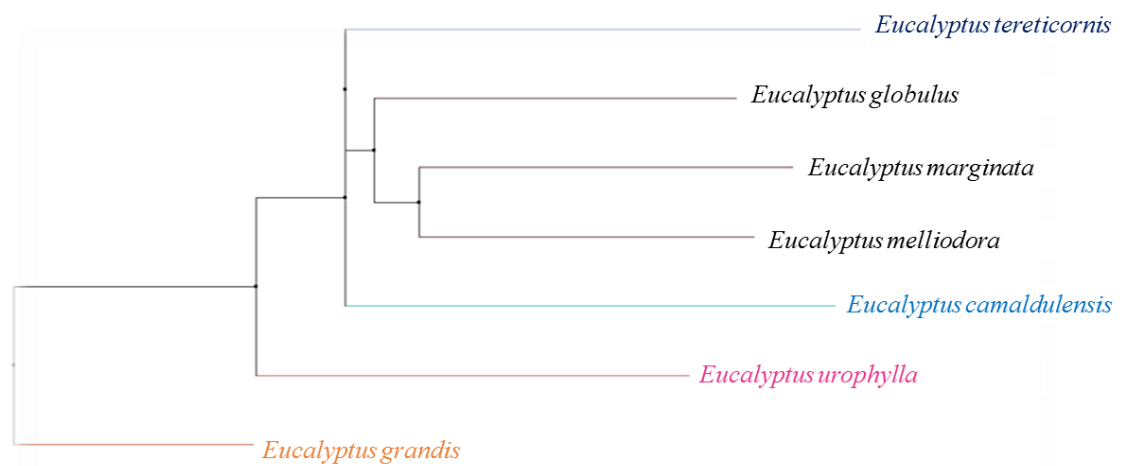 Eucalyptus tereticornis
Eucalyptus globulus
Eucalyptus marginata
Eucalyptus melliodora
Eucalyptus camaldulensis
Eucalyptus urophylla
Eucalyptus grandis